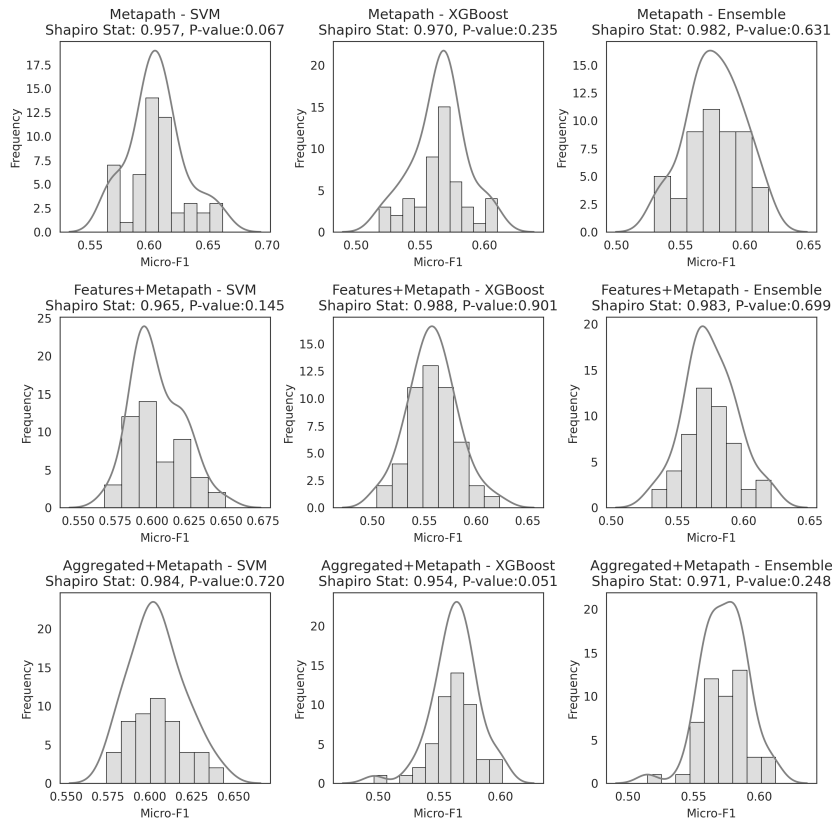 Metapath - SVM
Shapiro Stat: 0.957, P-value:0.067
17.5
15.0
12.5
10.0
7.5
5.0
2.5
0.0
Frequency
0.55 0.60 0.65 0.70
Micro-F1
Metapath - XGBoost
Shapiro Stat: 0.970, P-value:0.235
20
15
10
5
0
Frequency
0.50 0.55 0.60
Micro-F1
Metapath - Ensemble
Shapiro Stat: 0.982, P-value:0.631
15.0
12.5
10.0
7.5
5.0
2.5
0.0
Frequency
0.50 0.55 0.60 0.65
Micro-F1
Features+Metapath - SVM
Shapiro Stat: 0.965, P-value:0.145
25
20
15
10
5
0
Frequency
0.550 0.575 0.600 0.625 0.650 0.675
Micro-F1
Features+Metapath - XGBoost
Shapiro Stat: 0.988, P-value:0.901
15.0
12.5
10.0
7.5
5.0
2.5
0.0
Frequency
0.50 0.55 0.60 0.65
Micro-F1
Features+Metapath - Ensemble
Shapiro Stat: 0.983, P-value:0.699
20
15
10
5
0
Frequency
0.50 0.55 0.60 0.65
Micro-F1
Aggregated+Metapath - SVM
Shapiro Stat: 0.984, P-value:0.720
20
15
10
5
0
Frequency
0.550 0.575 0.600 0.625 0.650
Micro-F1
Aggregated+Metapath - XGBoost
Shapiro Stat: 0.954, P-value:0.051
20
15
10
5
0
Frequency
0.50 0.55 0.60
Micro-F1
Aggregated+Metapath - Ensemble
Shapiro Stat: 0.971, P-value:0.248
20
15
10
5
0
Frequency
0.50 0.55 0.60
Micro-F1